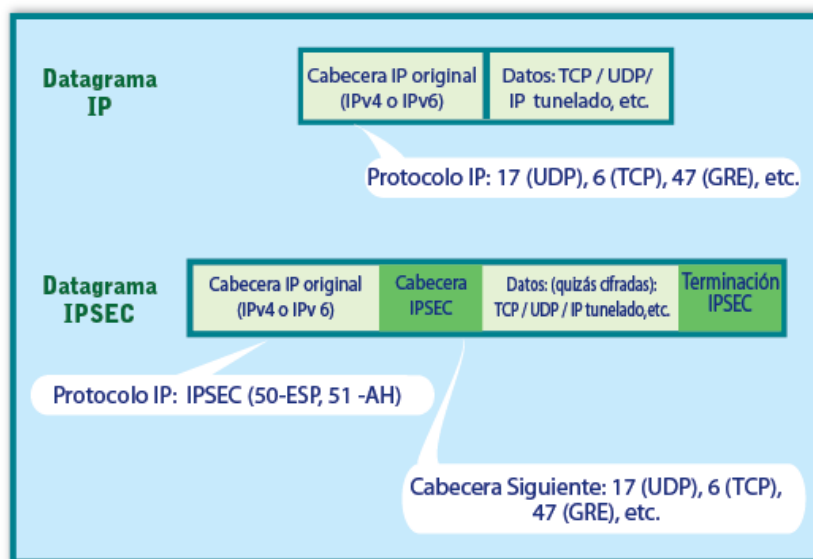 Datagrama
IP
Cabecera IP original
(IPv4 o IPv6)
Datos: TCP / UDP/
IP tunelado, etc.
Protocolo IP: 17 (UDP), 6 (TCP), 47 (GRE), etc.
Datagrama
IPSEC
Cabecera IP original
(IPv4 o IPv 6)
Cabecera
IPSEC
Datos: (quizás cifradas):
TCP / UDP / IP tunelado,etc.
Terminación
IPSEC
Protocolo IP: IPSEC (50-ESP, 51 -AH)
Cabecera Siguiente: 17 (UDP), 6 (TCP),
47 (GRE), etc.